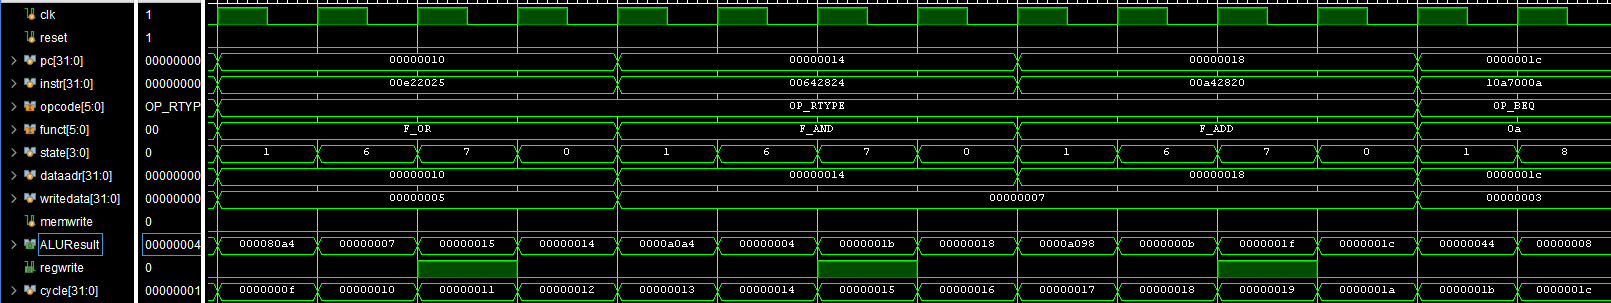 clk 1
reset 1
pc[31:0] 00000000 00000010 00000014 00000018 0000001c
instr[31:0] 00000000 00e22025 00642824 00a42820 10a7000a
opcode[5:0] OP_RTYP OP_RTYPE OP_BEQ
funct[5:0] 00 F_OR F_AND F_ADD 0a
state[3:0] 0 1 6 7 0 1 6 7 0 1 6 7 0 1 8
dataadr[31:0] 00000000 00000010 00000014 00000018 0000001c
writedata[31:0] 00000000 00000005 00000007 00000003
memwrite 0
ALUResult 00000004 000080a4 00000007 00000015 00000014 0000a0a4 00000004 0000001b 00000018 0000a098 0000000b 0000001f 0000001c 00000044 00000008
regwrite 0
cycle[31:0] 00000001 0000000f 00000010 00000011 00000012 00000013 00000014 00000015 00000016 00000017 00000018 00000019 0000001a 0000001b 0000001c